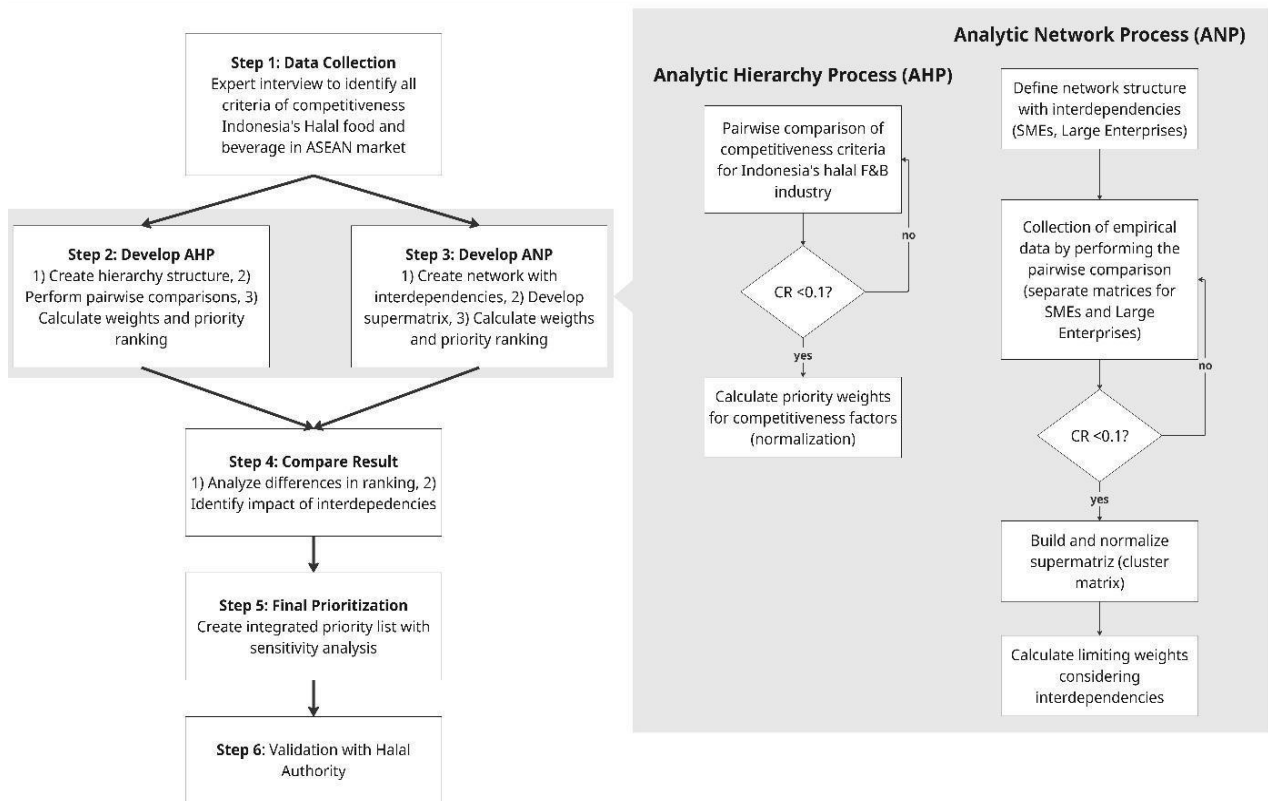 Step 1: Data Collection
Expert interview to identify all
criteria of competitiveness
Indonesia's Halal food and
beverage in ASEAN market
Step 2: Develop AHP
1) Create hierarchy structure, 2)
Perform pairwise comparisons, 3)
Calculate weights and priority
ranking
Step 3: Develop ANP
1) Create network with
interdependencies, 2) Develop
supermatrix, 3) Calculate weigths
and priority ranking
Step 4: Compare Result
1) Analyze differences in ranking, 2)
Identify impact of interdepedencies
Step 5: Final Prioritization
Create integrated priority list with
sensitivity analysis
Step 6: Validation with Halal
Authority
Analytic Hierarchy Process (AHP)
Pairwise comparison of
competitiveness criteria
for Indonesia's halal F&B
industry
no
CR <0.1?
yes
Calculate priority weights
for competitiveness factors
(normalization)
Analytic Network Process (ANP)
Define network structure
with interdependencies
(SMEs, Large Enterprises)
Collection of empirical
data by performing the
pairwise comparison
(separate matrices for
SMEs and Large
Enterprises)
no
CR <0.1?
yes
Build and normalize
supermatriz (cluster
matrix)
Calculate limiting weights
considering
interdependencies